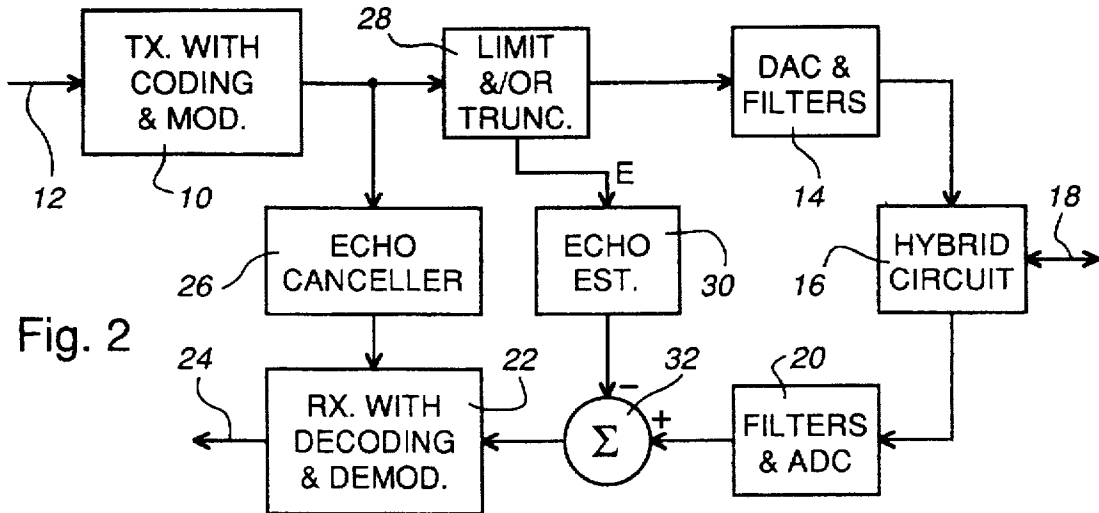 TX. WITH
CODING
& MOD.
10
12
28
LIMIT
&/OR
TRUNC.
E
DAC &
FILTERS
14
18
HYBRID
CIRCUIT
16
ECHO
CANCELLER
26
ECHO
EST.
30
Fig. 2
24
RX. WITH
DECODING
& DEMOD.
22
32
−
+
Σ
20
FILTERS
& ADC